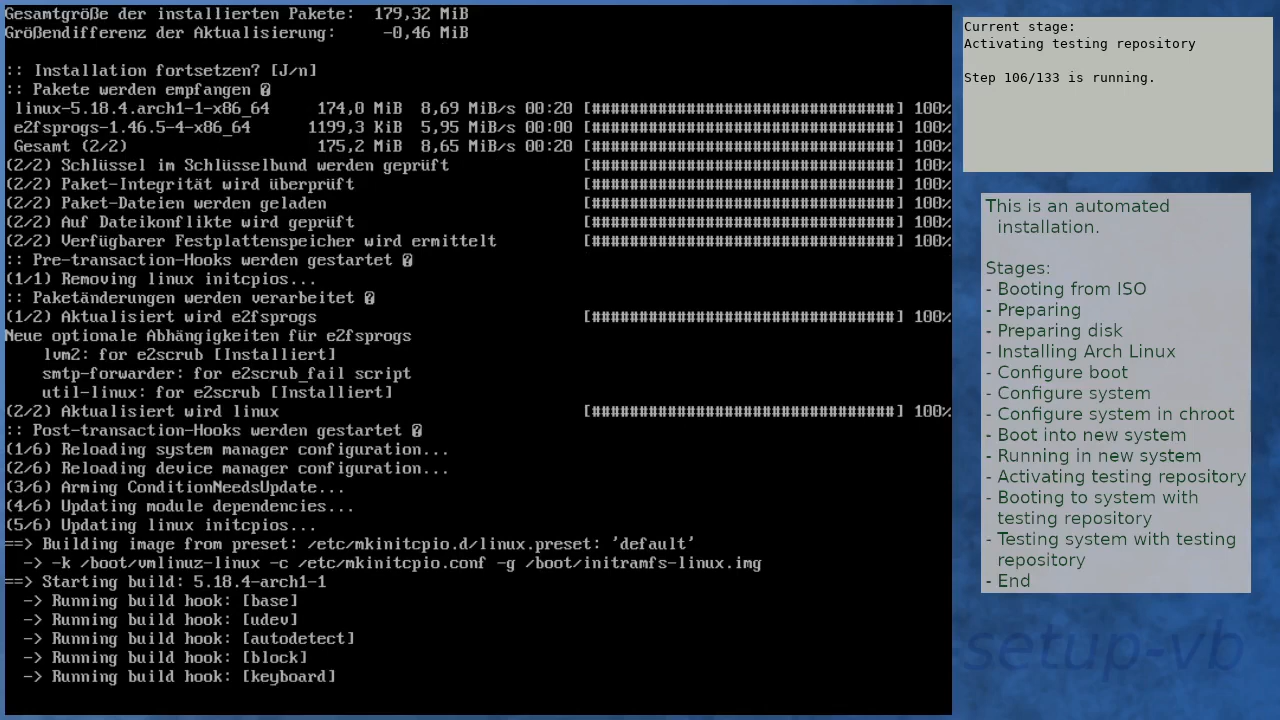 Gesamtgröße der installierten Pakete:  179,32 MiB
Größendifferenz der Aktualisierung:     -0,46 MiB

:: Installation fortsetzen? [J/n]
:: Pakete werden empfangen �
 linux-5.18.4.arch1-1-x86_64     174,0 MiB  8,69 MiB/s 00:20 [################################] 100%
 e2fsprogs-1.46.5-4-x86_64      1199,3 KiB  5,95 MiB/s 00:00 [################################] 100%
 Gesamt (2/2)                    175,2 MiB  8,65 MiB/s 00:20 [################################] 100%
(2/2) Schlüssel im Schlüsselbund werden geprüft              [################################] 100%
(2/2) Paket-Integrität wird überprüft                        [################################] 100%
(2/2) Paket-Dateien werden geladen                           [################################] 100%
(2/2) Auf Dateikonflikte wird geprüft                        [################################] 100%
(2/2) Verfügbarer Festplattenspeicher wird ermittelt         [################################] 100%
:: Pre-transaction-Hooks werden gestartet �
(1/1) Removing linux initcpios...
:: Paketänderungen werden verarbeitet �
(1/2) Aktualisiert wird e2fsprogs                            [################################] 100%
Neue optionale Abhängigkeiten für e2fsprogs
    lvm2: for e2scrub [Installiert]
    smtp-forwarder: for e2scrub_fail script
    util-linux: for e2scrub [Installiert]
(2/2) Aktualisiert wird linux                                [################################] 100%
:: Post-transaction-Hooks werden gestartet �
(1/6) Reloading system manager configuration...
(2/6) Reloading device manager configuration...
(3/6) Arming ConditionNeedsUpdate...
(4/6) Updating module dependencies...
(5/6) Updating linux initcpios...
==> Building image from preset: /etc/mkinitcpio.d/linux.preset: 'default'
  -> -k /boot/vmlinuz-linux -c /etc/mkinitcpio.conf -g /boot/initramfs-linux.img
==> Starting build: 5.18.4-arch1-1
  -> Running build hook: [base]
  -> Running build hook: [udev]
  -> Running build hook: [autodetect]
  -> Running build hook: [block]
  -> Running build hook: [keyboard]
Current stage:
Activating testing repository

Step 106/133 is running.
This is an automated
installation.

Stages:
- Booting from ISO
- Preparing
- Preparing disk
- Installing Arch Linux
- Configure boot
- Configure system
- Configure system in chroot
- Boot into new system
- Running in new system
- Activating testing repository
- Booting to system with
testing repository
- Testing system with testing
repository
- End
setup-vb